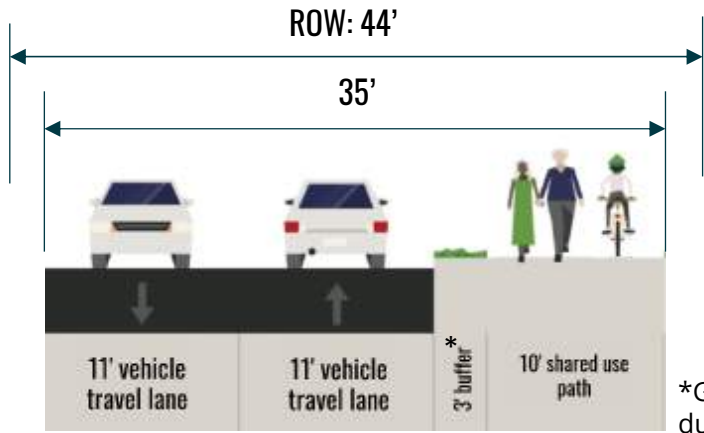 ROW: 44’
35’
11' vehicle
travel lane
11' vehicle
travel lane
3' buffer*
10' shared use
path